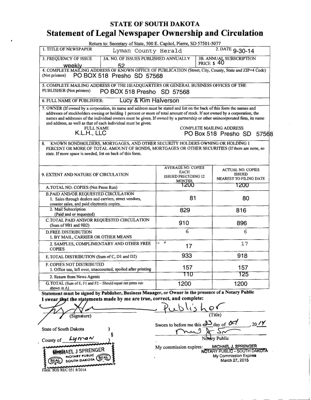 STATE OF SOUTH DAKOTA
Statement of Legal Newspaper Ownership and Circulation
Return to: Secretary of State, 500 E. Capitol, Pierre, SD 57501-5077
1. TITLE OF NEWSPAPER
Lyman County Herald
2. DATE 9-30-14
3. FREQUENCY OF ISSUE
weekly
3A. NO. OF ISSUES PUBLISHED ANNUALLY
52
3B. ANNUAL SUBSCRIPTION
PRICE $ 40
4. COMPLETE MAILING ADDRESS OF KNOWN OFFICE OF PUBLICATION (Street, City, County, State and ZIP+4 Code)
(Not printer) PO BOX 518 Presho SD 57568
5. COMPLETE MAILING ADDRESS OF THE HEADQUARTERS OR GENERAL BUSINESS OFFICES OF THE
PUBLISHER (Not printer) PO BOX 518 Presho SD 57568
6. FULL NAME OF PUBLISHER: Lucy & Kim Halverson
7. OWNER (If owned by a corporation, its name and address must be stated and list on the back of this form the names and
addresses of stockholders owning or holding 1 percent or more of total amount of stock. If not owned by a corporation, the
names and addresses of the individual owners must be given. If owned by a partnership or other unincorporated firm, its name
and address, as well as that of each individual must be given.
FULL NAME
COMPLETE MAILING ADDRESS
K.L.H., LLC
PO Box 518 Presho SD 57568
8. KNOWN BONDHOLDERS, MORTGAGES, AND OTHER SECURITY HOLDERS OWNING OR HOLDING 1
PERCENT OR MORE OF TOTAL AMOUNT OF BONDS, MORTGAGES OR OTHER SECURITIES (If there are none, so
state. If more space is needed, list on back of this form.
9. EXTENT AND NATURE OF CIRCULATION
AVERAGE NO. COPIES
EACH
ISSUED PRECEDING 12
MONTHS
ACTUAL NO. COPIES
ISSUED
NEAREST TO FILING DATE
A. TOTAL NO. COPIES (Net Press Run) 1200 1200
B. PAID AND/OR REQUESTED CIRCULATION
1. Sales through dealers and carriers, street vendors,
counter sales, and paid electronic copies. 81 80
2. Mail Subscription
(Paid and or requested) 829 816
C. TOTAL PAID AND/OR REQUESTED CIRCULATION
(Sum of 9B1 and 9B2) 910 896
D. FREE DISTRIBUTION
1. BY MAIL, CARRIER OR OTHER MEANS 6 6
2. SAMPLES, COMPLIMENTARY AND OTHER FREE
COPIES 17 17
E. TOTAL DISTRIBUTION (Sum of C, D1 and D2) 933 918
F. COPIES NOT DISTRIBUTED
1. Office use, left over, unaccounted, spoiled after printing 157 157
2. Return from News Agents 110 125
G. TOTAL (Sum of E, F1 and F2 - Should equal net press run
above in A.) 1200 1200
Statement must be signed by Publisher, Business Manager, or Owner in the presence of a Notary Public
I swear that the statements made by me are true, correct, and complete:
Publisher
(Signature)
(Title)
State of South Dakota )
County of Lyman
Sworn to before me this 23 day of Oct, 2014
Notary Public
My commission expires: MICHAEL J SPRENGER
NOTARY PUBLIC - SOUTH DAKOTA
My Commission Expires
March 27, 2015
MICHAEL J SPRENGER
NOTARY PUBLIC
SOUTH DAKOTA